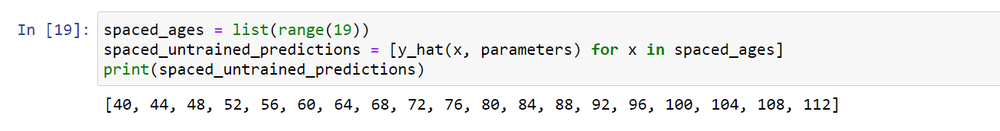 In [19]: spaced_ages = list(range(19))
spaced_untrained_predictions = [y_hat(x, parameters) for x in spaced_ages]
print(spaced_untrained_predictions)
[40, 44, 48, 52, 56, 60, 64, 68, 72, 76, 80, 84, 88, 92, 96, 100, 104, 108, 112]